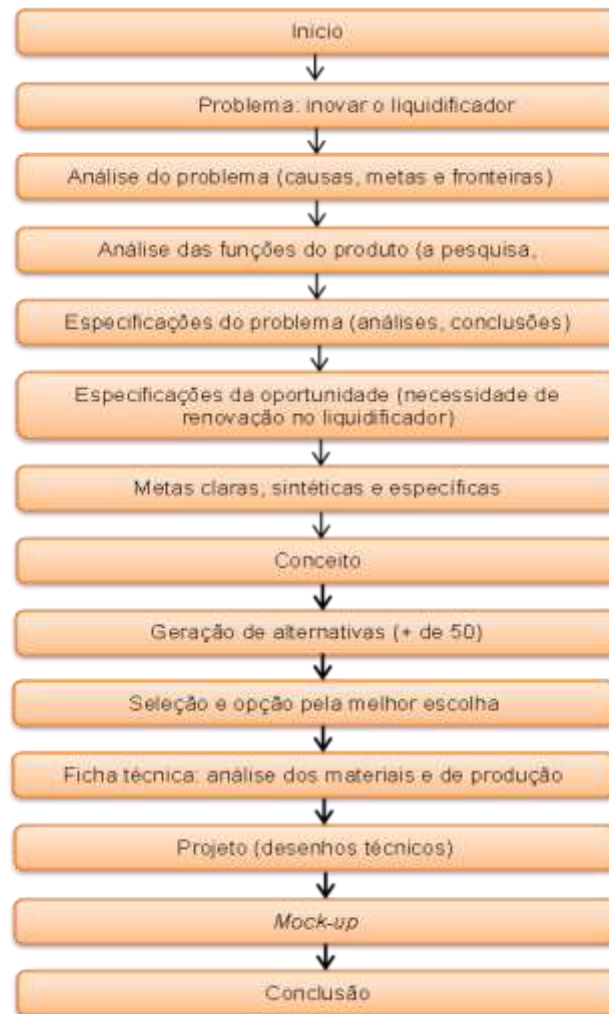 Início
Problema: inovar o liquidificador
Análise do problema (causas, metas e fronteiras)
Análise das funções do produto (a pesquisa,
Especificações do problema (análises, conclusões)
Especificações da oportunidade (necessidade de
renovação no liquidificador)
Metas claras, sintéticas e específicas
Conceito
Geração de alternativas (+ de 50)
Seleção e opção pela melhor escolha
Ficha técnica: análise dos materiais e de produção
Projeto (desenhos técnicos)
Mock-up
Conclusão